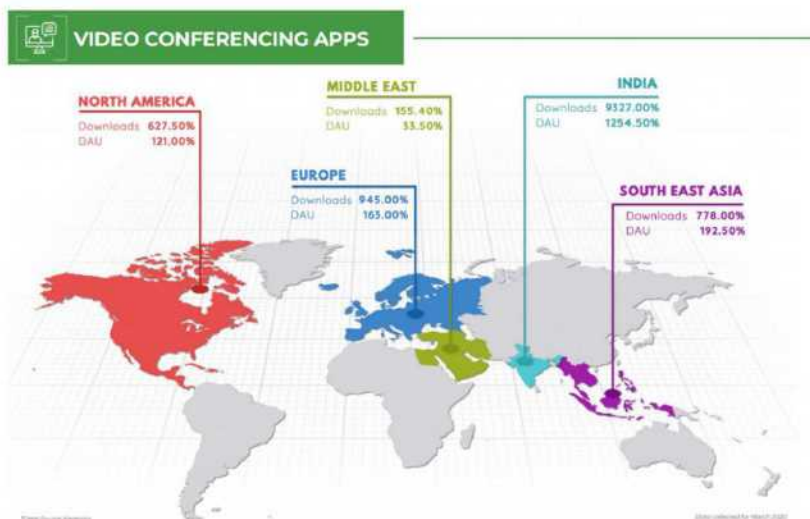 VIDEO CONFERENCING APPS
NORTH AMERICA
Downloads 627.50%
DAU 121.00%
MIDDLE EAST
Downloads 155.40%
DAU 33.50%
INDIA
Downloads 9327.00%
DAU 1254.50%
EUROPE
Downloads 945.00%
DAU 163.00%
SOUTH EAST ASIA
Downloads 778.00%
DAU 192.50%